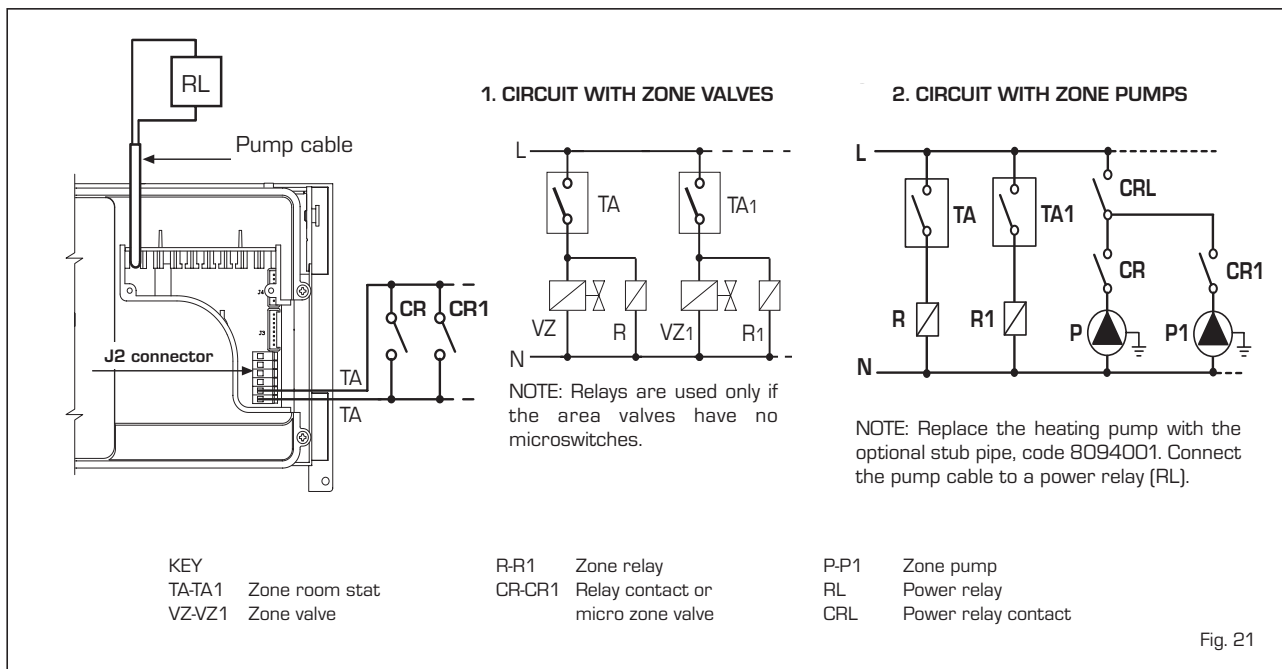 RL
Pump cable
J2 connector
J4
J3
TA
TA
CR
CR1
1. CIRCUIT WITH ZONE VALVES
L
TA
TA1
VZ
R
VZ1
R1
N
NOTE: Relays are used only if
the area valves have no
microswitches.
2. CIRCUIT WITH ZONE PUMPS
L
TA
TA1
CRL
CR
CR1
R
R1
P
P1
N
NOTE: Replace the heating pump with the
optional stub pipe, code 8094001. Connect
the pump cable to a power relay (RL).
KEY
TA-TA1 Zone room stat
VZ-VZ1 Zone valve
R-R1 Zone relay
CR-CR1 Relay contact or
micro zone valve
P-P1 Zone pump
RL Power relay
CRL Power relay contact
Fig. 21